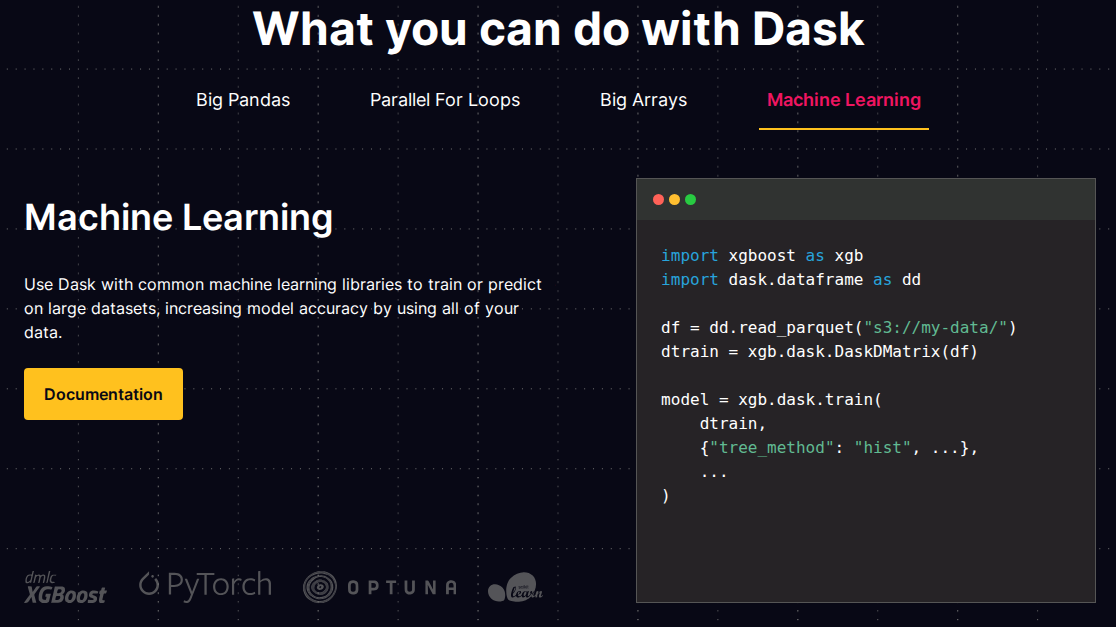 What you can do with Dask
Big Pandas
Parallel For Loops
Big Arrays
Machine Learning
Machine Learning
Use Dask with common machine learning libraries to train or predict
on large datasets, increasing model accuracy by using all of your
data.
Documentation
import xgboost as xgb
import dask.dataframe as dd
df = dd.read_parquet("s3://my-data/")
dtrain = xgb.dask.DaskDMatrix(df)
model = xgb.dask.train(
    dtrain,
    {"tree_method": "hist", ...},
    ...
)
dmlc
XGBoost
PyTorch
OPTUNA
learn